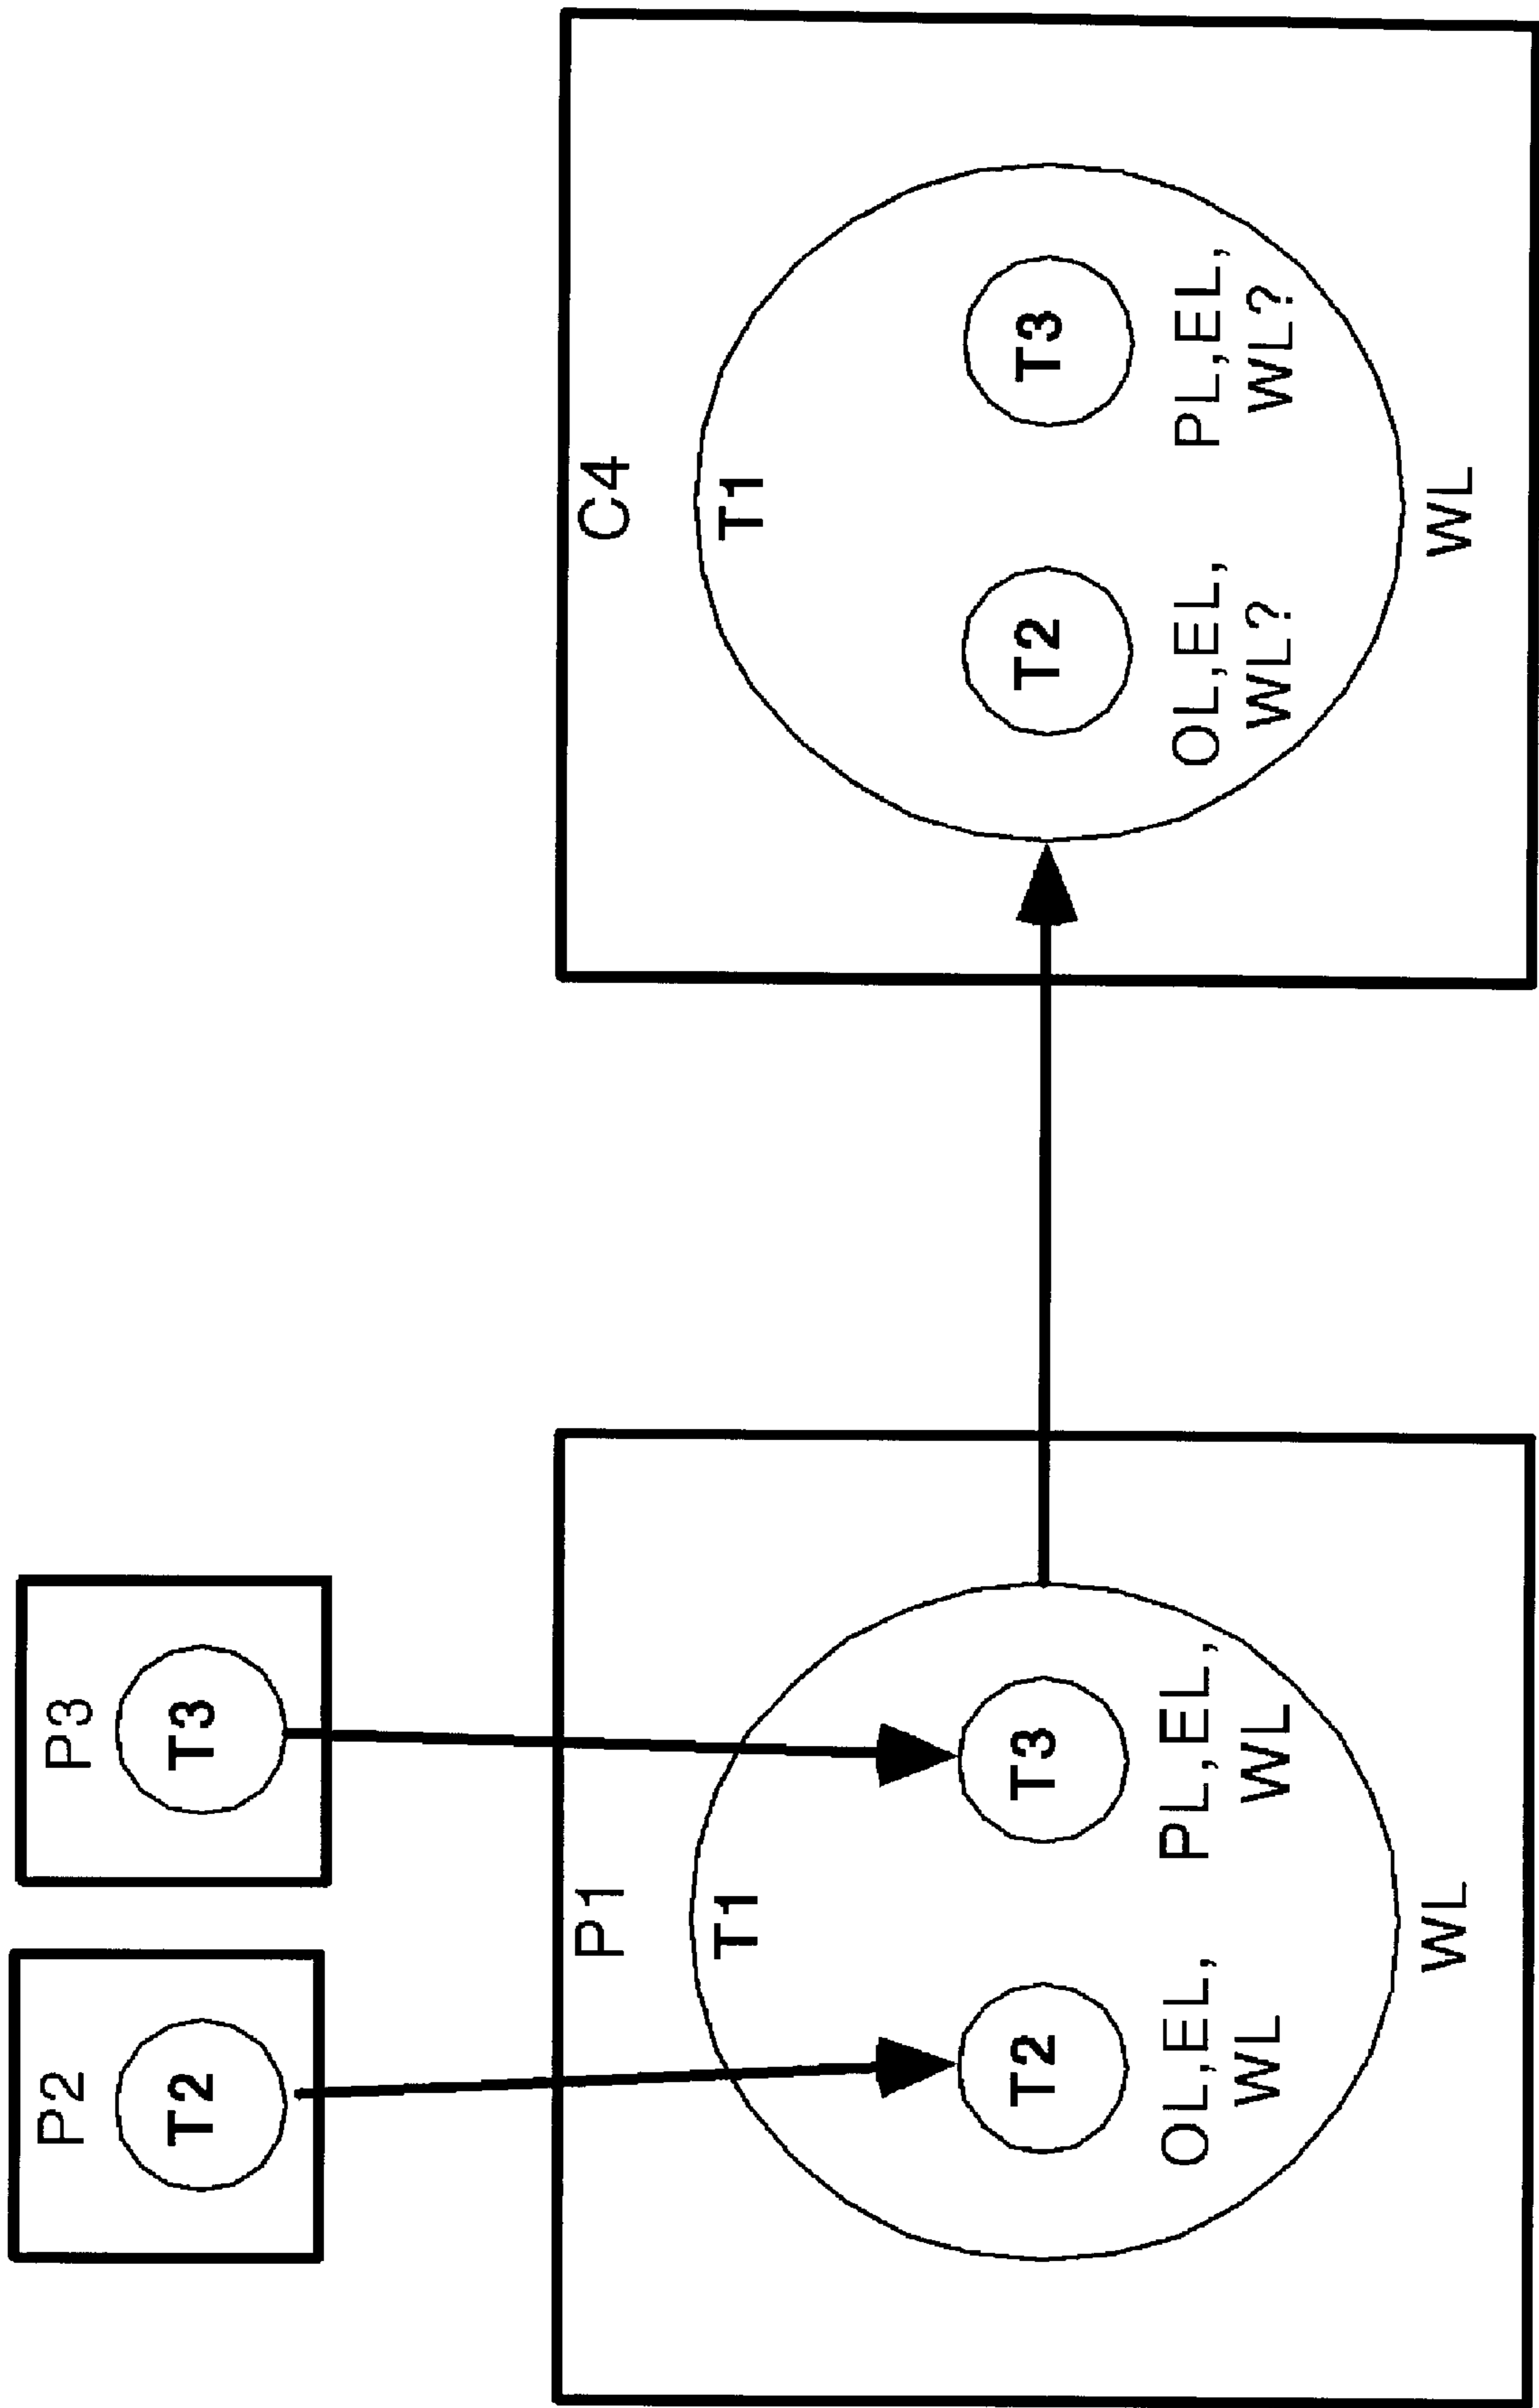 P2
T2
P3
T3
P1
T1
T2
OL,EL,
WL
T3
PL,EL,
WL
WL
C4
T1
T2
OL,EL,
WL?
T3
PL,EL,
WL?
WL